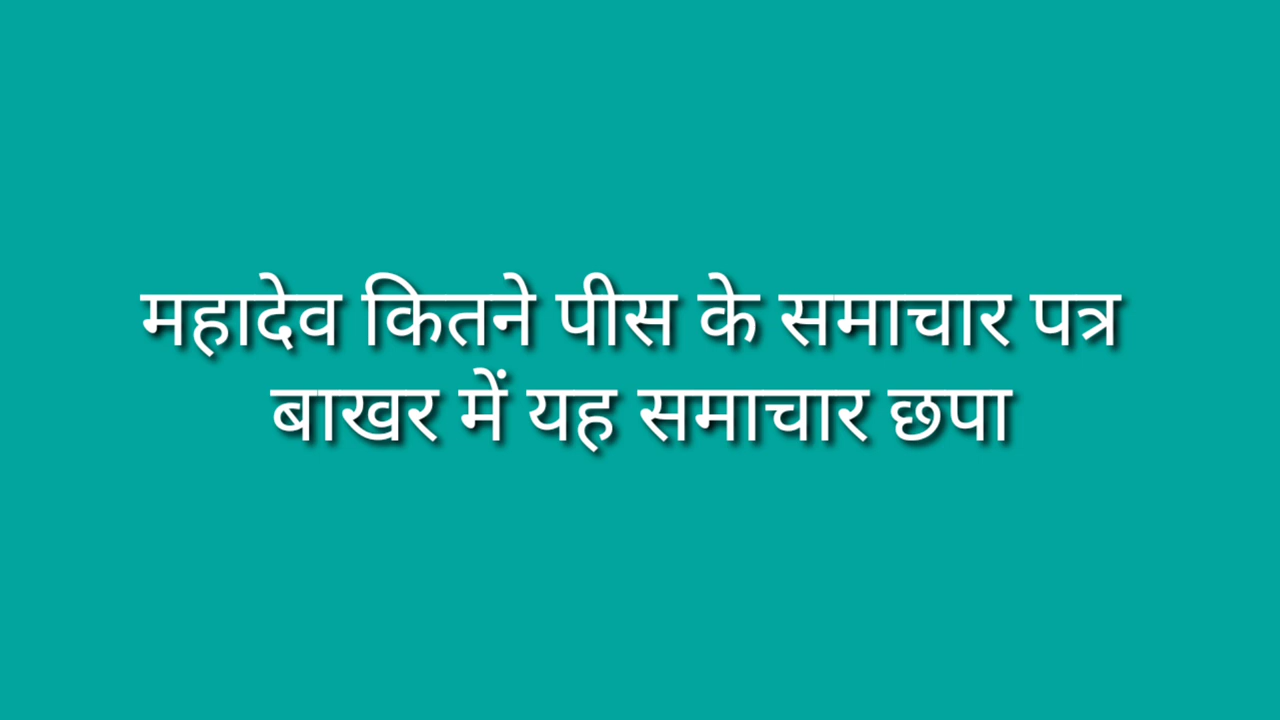 महादेव कितने पीस के समाचार पत्र
बाखर में यह समाचार छपा